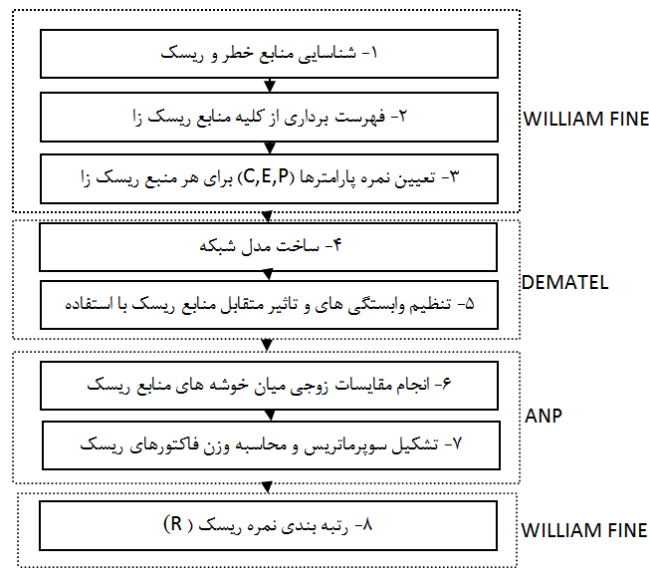 ۱- شناسایی منابع خطر و ریسک
۲- فهرست برداری از کلیه منابع ریسک زا
WILLIAM FINE
۳- تعیین نمره پارامترها (C,E,P) برای هر منبع ریسک زا
۴- ساخت مدل شبکه
DEMATEL
۵- تنظیم وابستگی های و تاثیر متقابل منابع ریسک با استفاده
۶- انجام مقایسات زوجی میان خوشه های منابع ریسک
ANP
۷- تشکیل سوپرماتریس و محاسبه وزن فاکتورهای ریسک
۸- رتبه بندی نمره ریسک ( R)
WILLIAM FINE